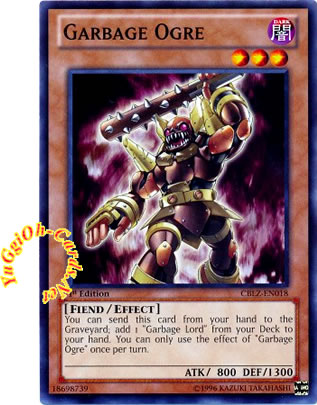 GARBAGE OGRE
DARK
闇
YuGgiOh-Cards.Net
1st Edition
CBLZ-EN018
[FIEND / EFFECT]
You can send this card from your hand to the
Graveyard; add 1 "Garbage Lord" from your Deck to
your hand. You can only use the effect of "Garbage
Ogre" once per turn.
ATK/ 800 DEF/1300
18698739
©1996 KAZUKI TAKAHASHI